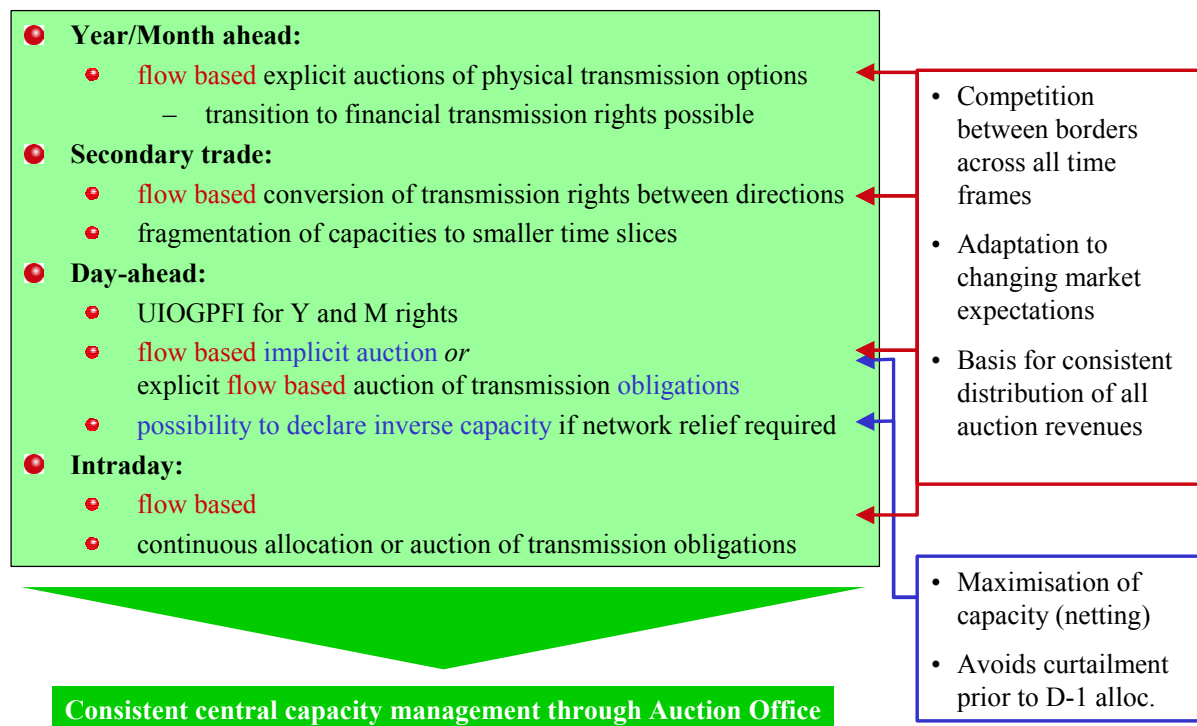 Year/Month ahead:
flow based explicit auctions of physical transmission options
– transition to financial transmission rights possible
Secondary trade:
flow based conversion of transmission rights between directions
fragmentation of capacities to smaller time slices
Day-ahead:
UIOGPFI for Y and M rights
flow based implicit auction or
explicit flow based auction of transmission obligations
possibility to declare inverse capacity if network relief required
Intraday:
flow based
continuous allocation or auction of transmission obligations
Consistent central capacity management through Auction Office
• Competition
between borders
across all time
frames
• Adaptation to
changing market
expectations
• Basis for consistent
distribution of all
auction revenues
• Maximisation of
capacity (netting)
• Avoids curtailment
prior to D-1 alloc.